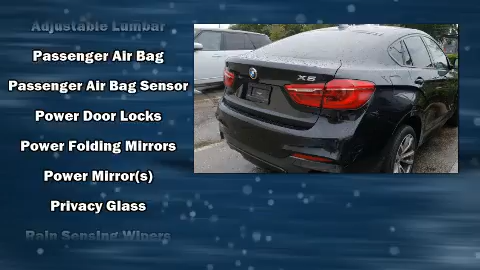 Adjustable Lumbar
Passenger Air Bag
Passenger Air Bag Sensor
Power Door Locks
Power Folding Mirrors
Power Mirror(s)
Privacy Glass
Rain Sensing Wipers
X6